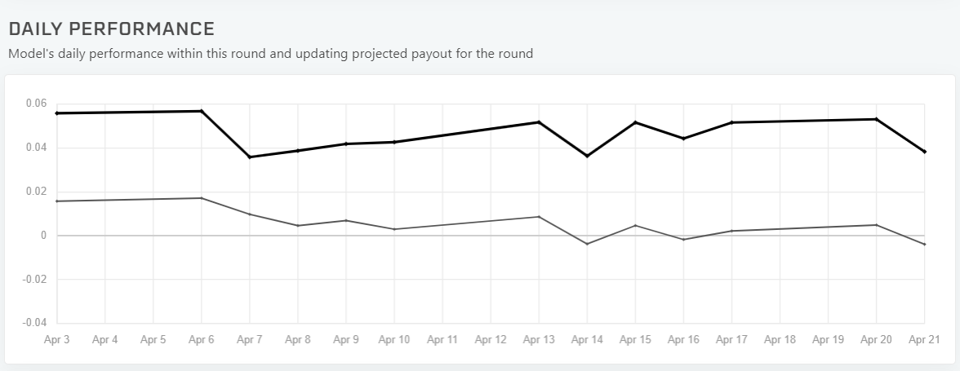 DAILY PERFORMANCE
Model's daily performance within this round and updating projected payout for the round
0.06
0.04
0.02
0
-0.02
-0.04
Apr 3 Apr 4 Apr 5 Apr 6 Apr 7 Apr 8 Apr 9 Apr 10 Apr 11 Apr 12 Apr 13 Apr 14 Apr 15 Apr 16 Apr 17 Apr 18 Apr 19 Apr 20 Apr 21